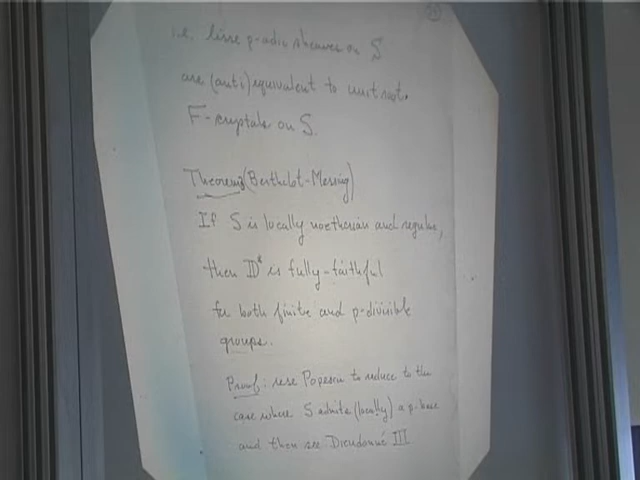 i.e. lisse p-adic sheaves on S
are (anti)equivalent to unit root
F-crystals on S.
Theorem (Berthelot-Messing)
If S is locally noetherian and regular,
then 𝔻* is fully-faithful
for both finite and p-divisible
groups.
Proof: use Popescu to reduce to the
case where S admits (locally) a p-base
and then see Dieudonné III.